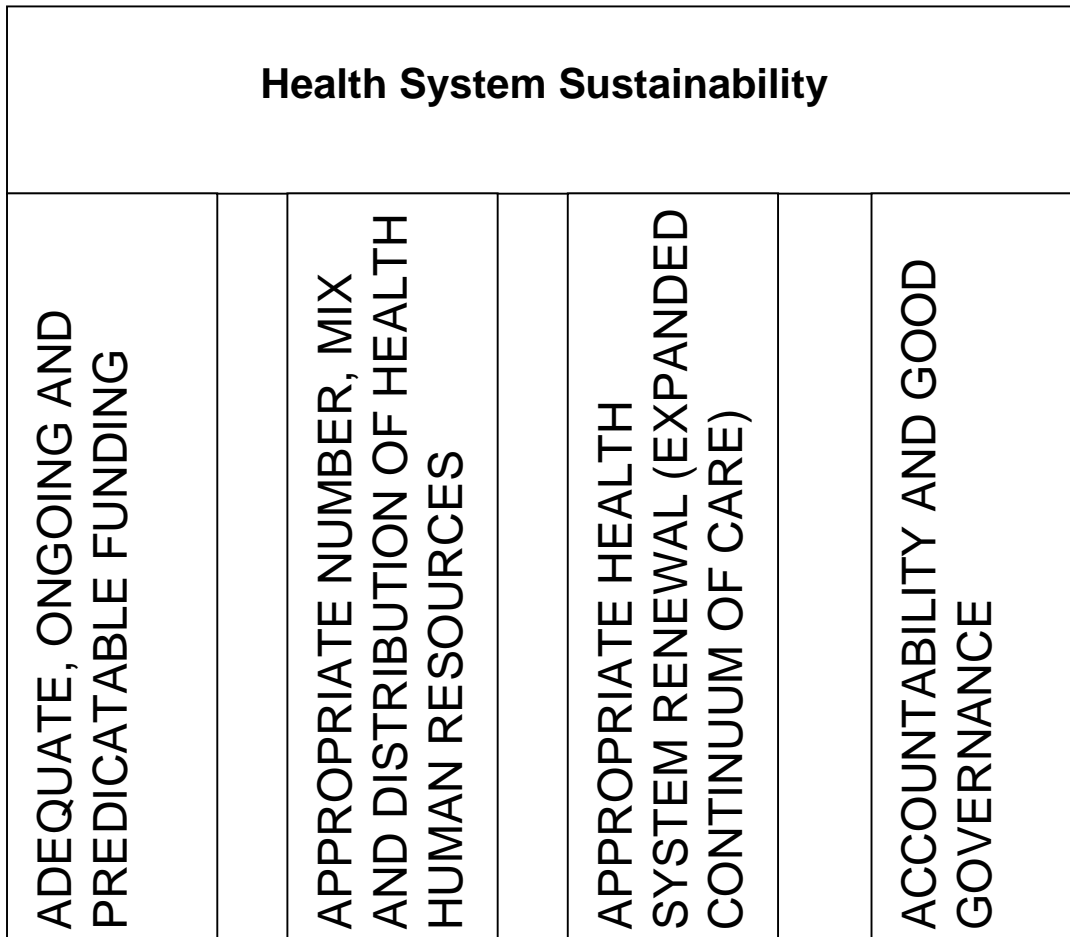 Health System Sustainability
ADEQUATE, ONGOING AND
PREDICATABLE FUNDING
APPROPRIATE NUMBER, MIX
AND DISTRIBUTION OF HEALTH
HUMAN RESOURCES
APPROPRIATE HEALTH
SYSTEM RENEWAL (EXPANDED
CONTINUUM OF CARE)
ACCOUNTABILITY AND GOOD
GOVERNANCE